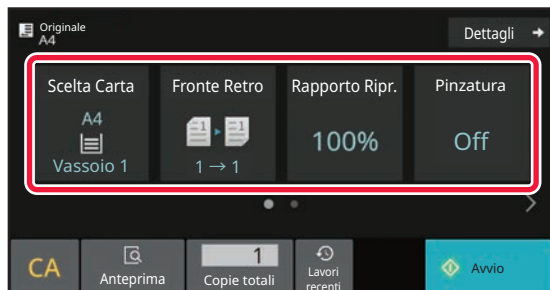 Originale
A4
Dettagli
Scelta Carta
A4
Vassoio 1
Fronte Retro
1 → 1
Rapporto Ripr.
100%
Pinzatura
Off
CA
Anteprima
1
Copie totali
Lavori
recenti
Avvio